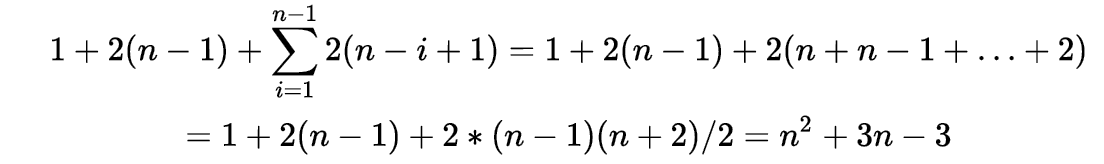 1 + 2(n − 1) + ∑_{i=1}^{n−1} 2(n − i + 1) = 1 + 2(n − 1) + 2(n + n − 1 + … + 2)
= 1 + 2(n − 1) + 2 ∗ (n − 1)(n + 2)/2 = n² + 3n − 3